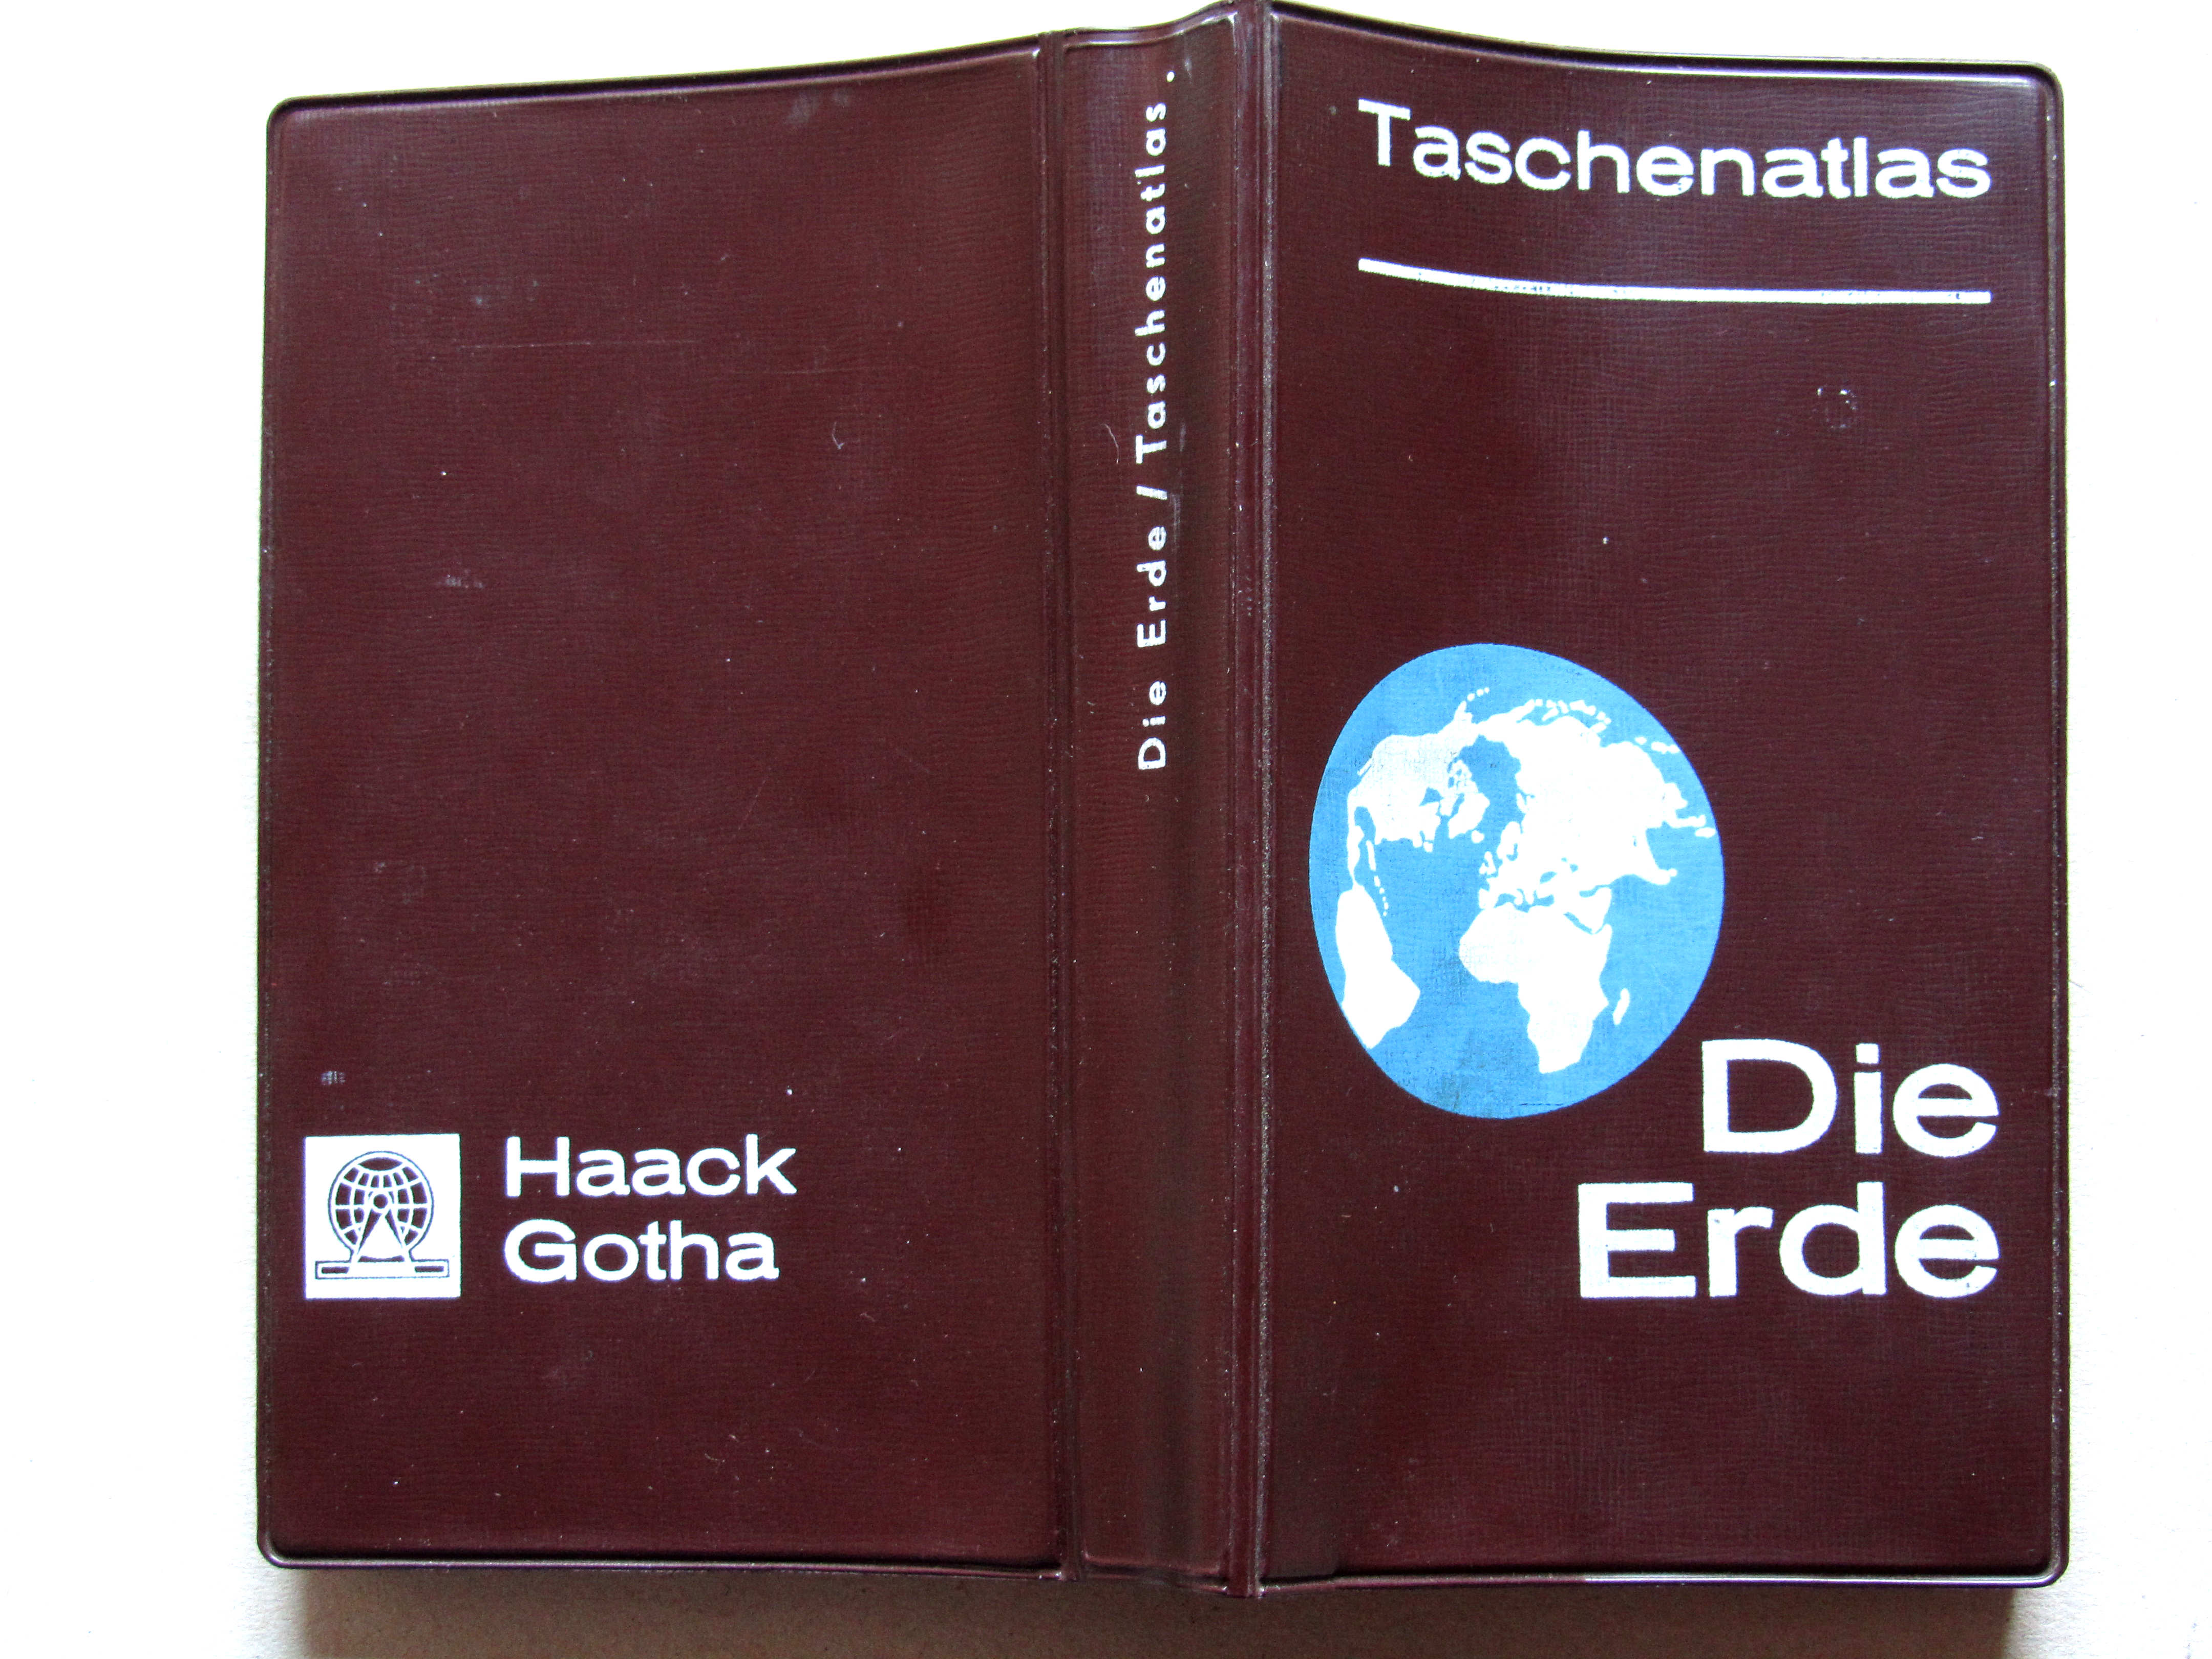 Haack
Gotha
Die Erde / Taschenatlas .
Taschenatlas
Die
Erde